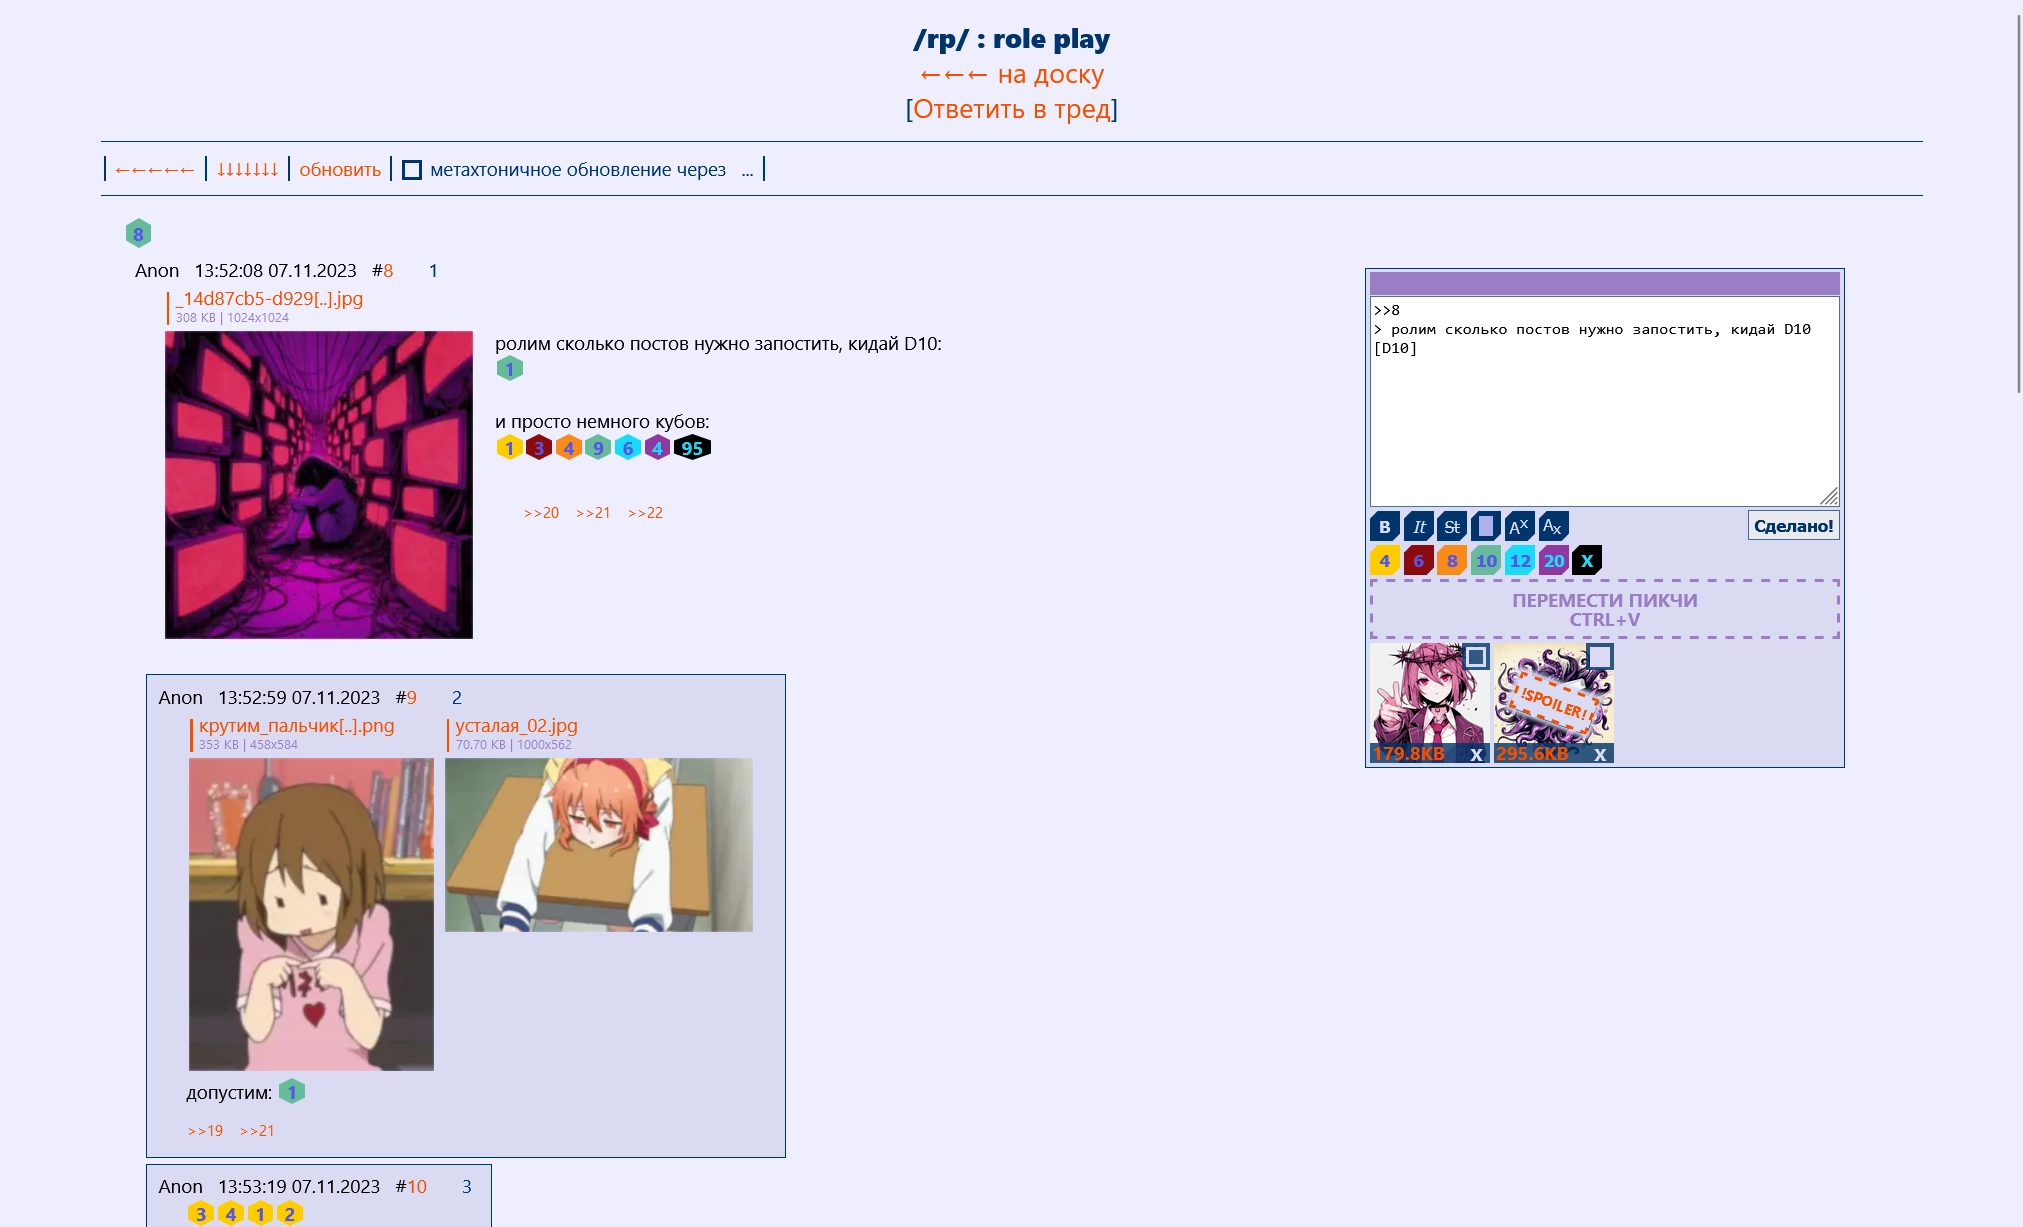 /rp/ : role play
←←← на доску
[Ответить в тред]
←←←←← ↓↓↓↓↓↓↓ обновить метахтоничное обновление через ...
8
Anon 13:52:08 07.11.2023 #8 1
_14d87cb5-d929[..].jpg
308 KB | 1024x1024
ролим сколько постов нужно запостить, кидай D10:
1
и просто немного кубов:
1 3 4 9 6 4 95
>>20 >>21 >>22
Anon 13:52:59 07.11.2023 #9 2
крутим_пальчик[..].png усталая_02.jpg
353 KB | 458x584 70.70 KB | 1000x562
допустим: 1
>>19 >>21
Anon 13:53:19 07.11.2023 #10 3
3 4 1 2
>>8
> ролим сколько постов нужно запостить, кидай D10
[D10]
B It St Ax Ax Сделано!
4 6 8 10 12 20 X
ПЕРЕМЕСТИ ПИКЧИ
CTRL+V
!SPOILER!
179.8KB X 295.6KB X